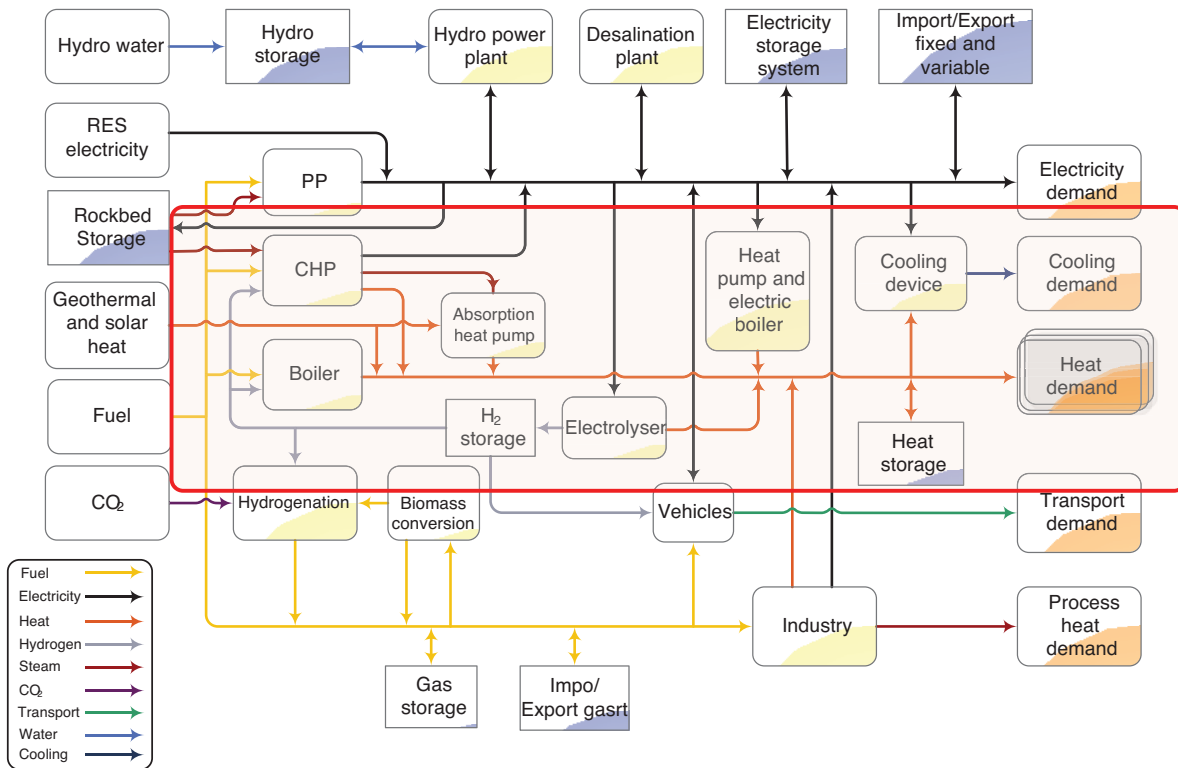 Hydro water
Hydro
storage
Hydro power
plant
Desalination
plant
Electricity
storage
system
Import/Export
fixed and
variable
RES
electricity
PP
Electricity
demand
Rockbed
Storage
CHP
Heat
pump and
electric
boiler
Cooling
device
Cooling
demand
Geothermal
and solar
heat
Absorption
heat pump
Boiler
Heat
demand
Fuel
H₂
storage
Electrolyser
Heat
storage
CO₂
Hydrogenation
Biomass
conversion
Vehicles
Transport
demand
Industry
Process
heat
demand
Gas
storage
Impo/
Export gasrt
Fuel
Electricity
Heat
Hydrogen
Steam
CO₂
Transport
Water
Cooling